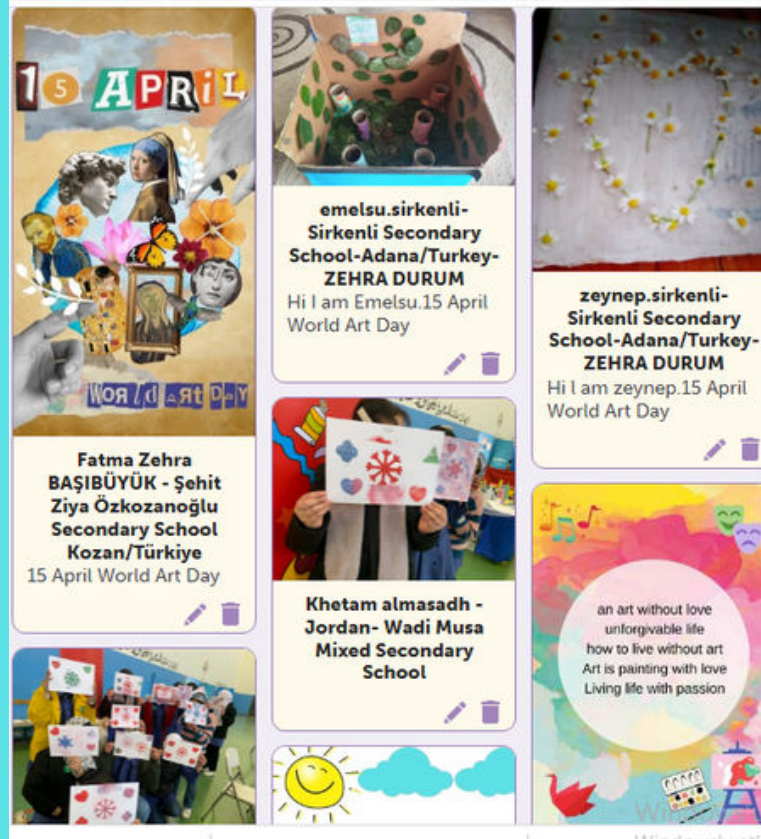 15 APRiL
WORld ARt DAY
Fatma Zehra
BAŞIBÜYÜK - Şehit
Ziya Özkozanoğlu
Secondary School
Kozan/Türkiye
15 April World Art Day
emelsu.sirkenli-
Sirkenli Secondary
School-Adana/Turkey-
ZEHRA DURUM
Hi I am Emelsu.15 April
World Art Day
Khetam almasadh -
Jordan- Wadi Musa
Mixed Secondary
School
zeynep.sirkenli-
Sirkenli Secondary
School-Adana/Turkey-
ZEHRA DURUM
Hi l am zeynep.15 April
World Art Day
an art without love
unforgivable life
how to live without art
Art is painting with love
Living life with passion